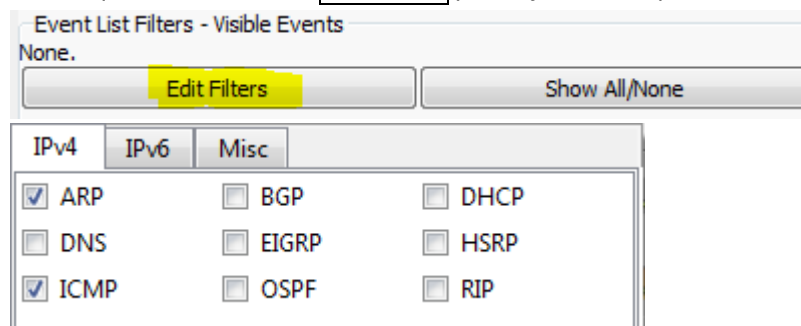 Event List Filters - Visible Events
None.
Edit Filters Show All/None
IPv4 IPv6 Misc
ARP BGP DHCP
DNS EIGRP HSRP
ICMP OSPF RIP